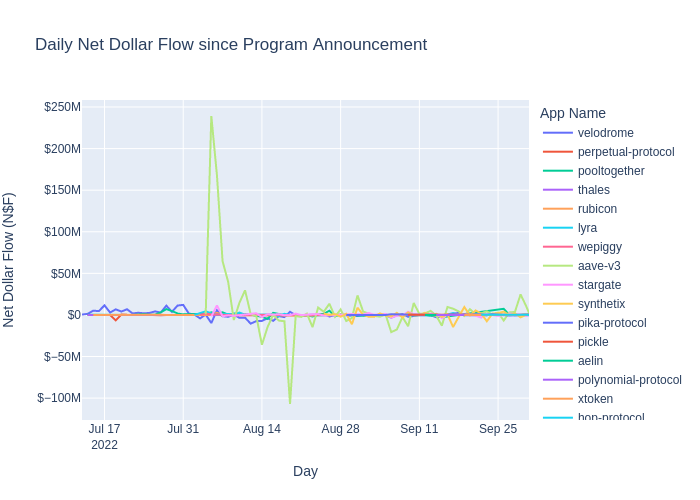 Daily Net Dollar Flow since Program Announcement
Net Dollar Flow (N$F)
$250M
$200M
$150M
$100M
$50M
$0
$−50M
$−100M
Jul 17
2022
Jul 31
Aug 14
Aug 28
Sep 11
Sep 25
Day
App Name
velodrome
perpetual-protocol
pooltogether
thales
rubicon
lyra
wepiggy
aave-v3
stargate
synthetix
pika-protocol
pickle
aelin
polynomial-protocol
xtoken
hop-protocol